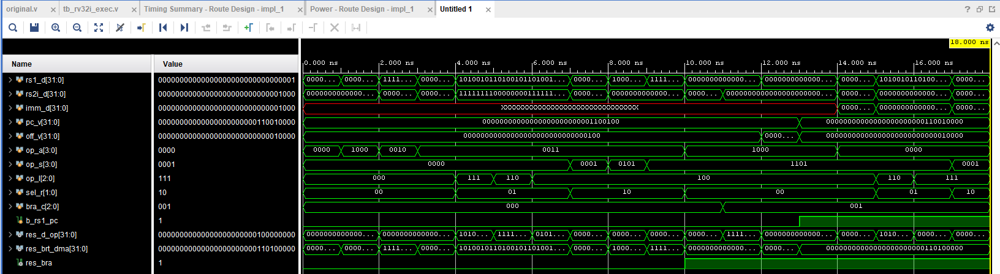 original.v
tb_rv32i_exec.v
Timing Summary - Route Design - impl_1
Power - Route Design - impl_1
Untitled 1
18.000 ns
Name Value 0.000 ns 2.000 ns 4.000 ns 6.000 ns 8.000 ns 10.000 ns 12.000 ns 14.000 ns 16.000 ns
rs1_d[31:0] 00000000000000000000000000000001 0000... 0000... 1111... 0000... 1010010110100101101001... 0000... 1000... 1111... 0000000000000... 0000000000000... 0000... 1010010110100... 0000...
rs2i_d[31:0] 00000000000000000000000000001000 0000000000000... 0000... 0000... 1111111100000000111111... 0000... 0000000000000... 0000... 0000000000000000000000... 0000... 0000000000000... 0000...
imm_d[31:0] 00000000000000000000000000001000 XXXXXXXXXXXXXXXXXXXXXXXXXXXXXXXX 0000... 0000000000000... 0000...
pc_v[31:0] 00000000000000000000000110010000 00000000000000000000000001100100 00000000000000000000000110010000
off_v[31:0] 00000000000000000000000000010000 00000000000000000000000000000100 0000... 00000000000000000000000000010000
op_a[3:0] 0000 0000 1000 0010 0011 1000 0000
op_s[3:0] 0001 0000 0001 0101 1101 0001
op_l[2:0] 111 000 111 110 100 110 111
sel_r[1:0] 10 00 01 10 00 01 10
bra_c[2:0] 001 000 001
b_rs1_pc 1
res_d_op[31:0] 00000000000000000000000100000000 0000000000000... 0000000000000... 1010... 1111... 0101... 0000... 0000... 0000... 0000... 1111... 0000000000000... 0000... 1010... 0000... 0000...
res_brt_dma[31:0] 00000000000000000000000110100000 0000... 0000... 1111... 0000... 1010010110100101101001... 0000... 1000... 1111... 0000000000000... 0000... 00000000000000000000000110100000
res_bra 1